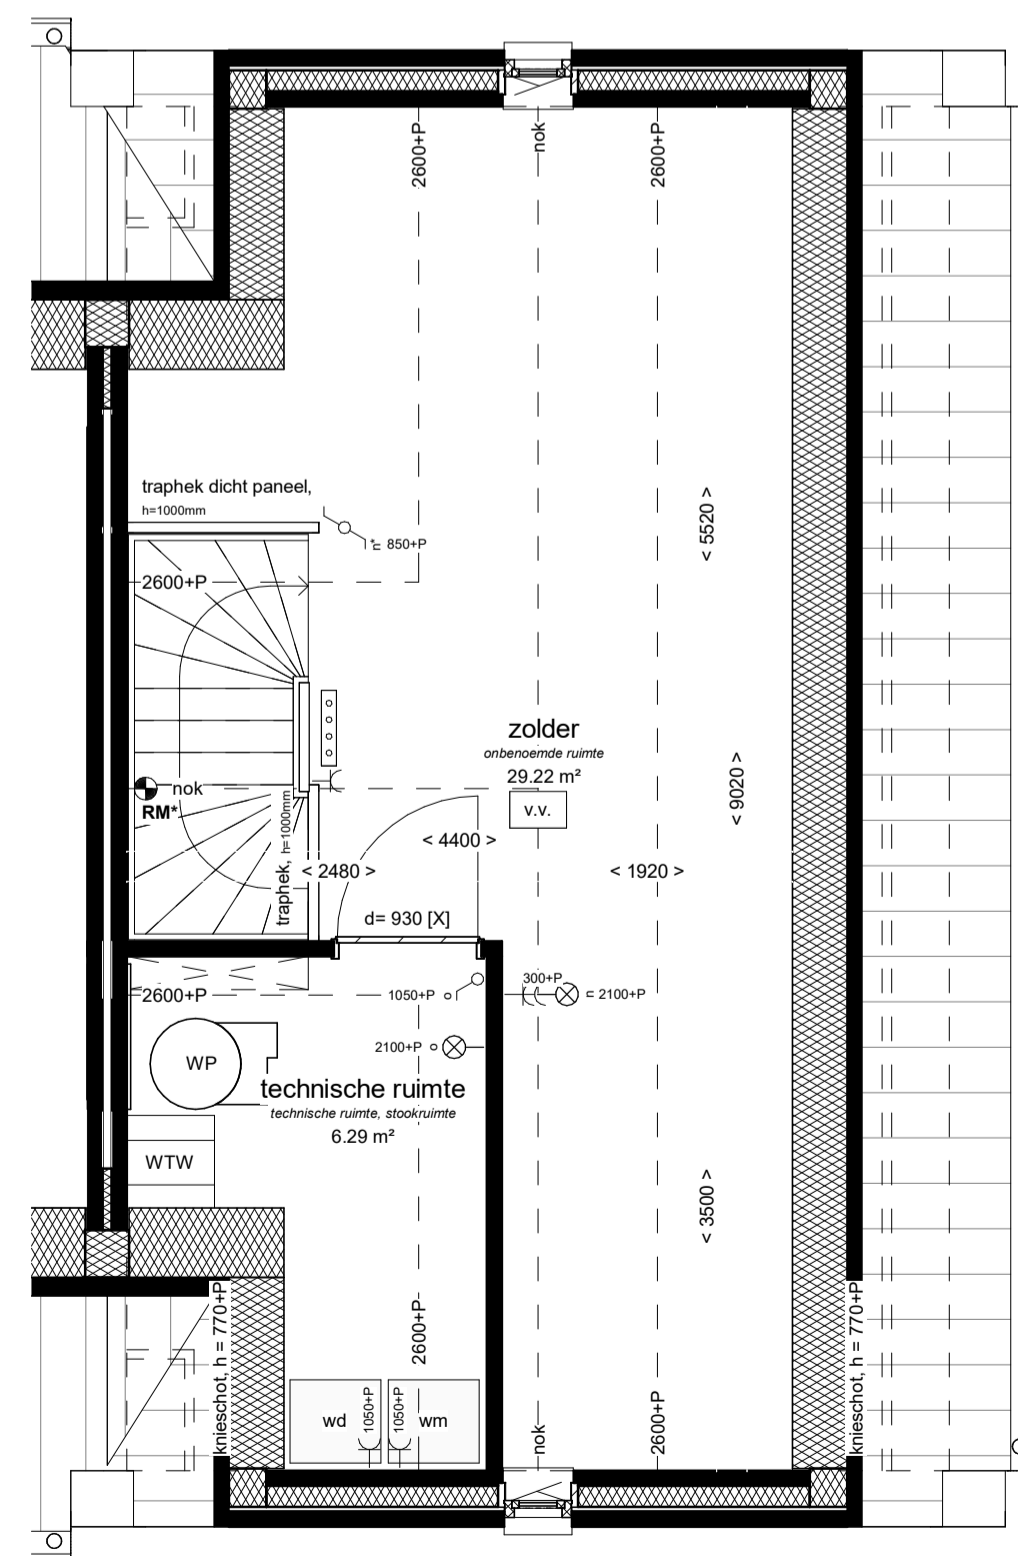 2600+P
nok
2600+P
traphek dicht paneel,
h=1000mm
850+P
< 5520 >
2600+P
zolder
onbenoemde ruimte
29.22 m²
nok
RM*
v.v.
< 9020 >
traphek, h=1000mm
< 4400 >
< 2480 >
< 1920 >
d= 930 [X]
2600+P
1050+P
300+P
2100+P
2100+P
WP
technische ruimte
technische ruimte, stookruimte
6.29 m²
WTW
< 3500 >
knieschot, h = 770+P
2600+P
knieschot, h = 770+P
wd
1050+P
1050+P
wm
nok
2600+P